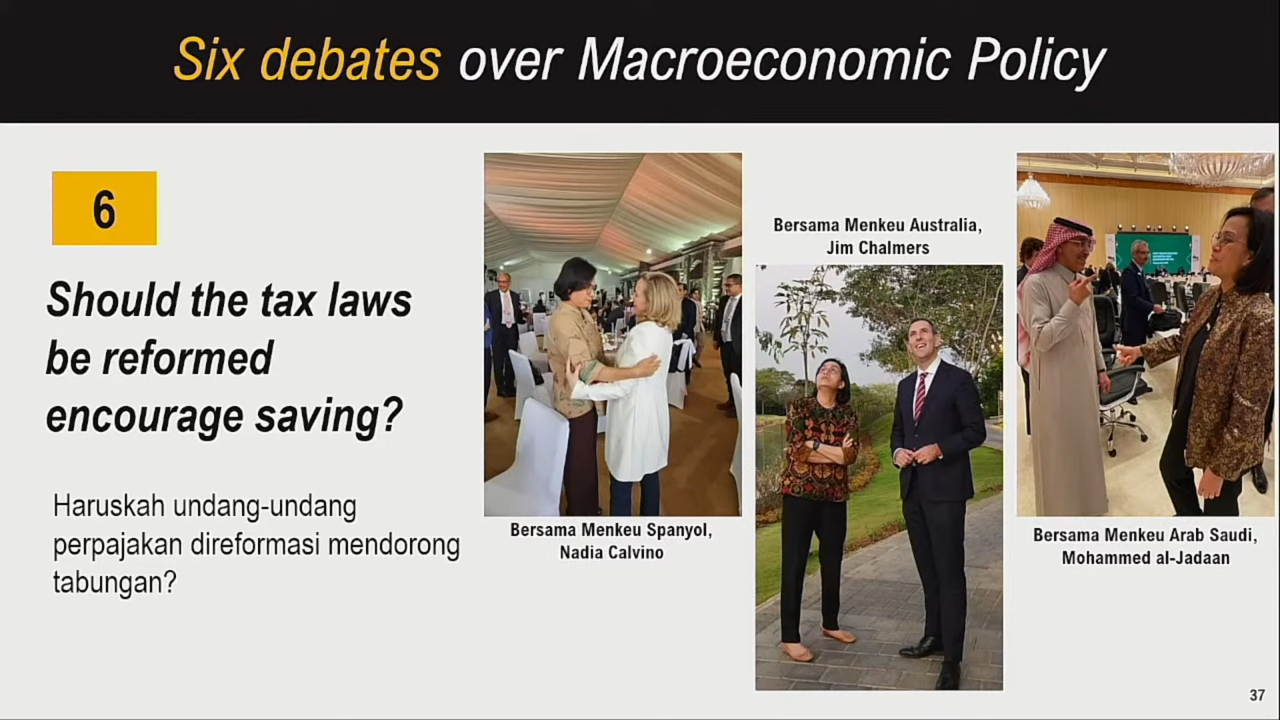 Six debates over Macroeconomic Policy
6
Should the tax laws
be reformed
encourage saving?
Haruskah undang-undang
perpajakan direformasi mendorong
tabungan?
Bersama Menkeu Spanyol,
Nadia Calvino
Bersama Menkeu Australia,
Jim Chalmers
Bersama Menkeu Arab Saudi,
Mohammed al-Jadaan
37